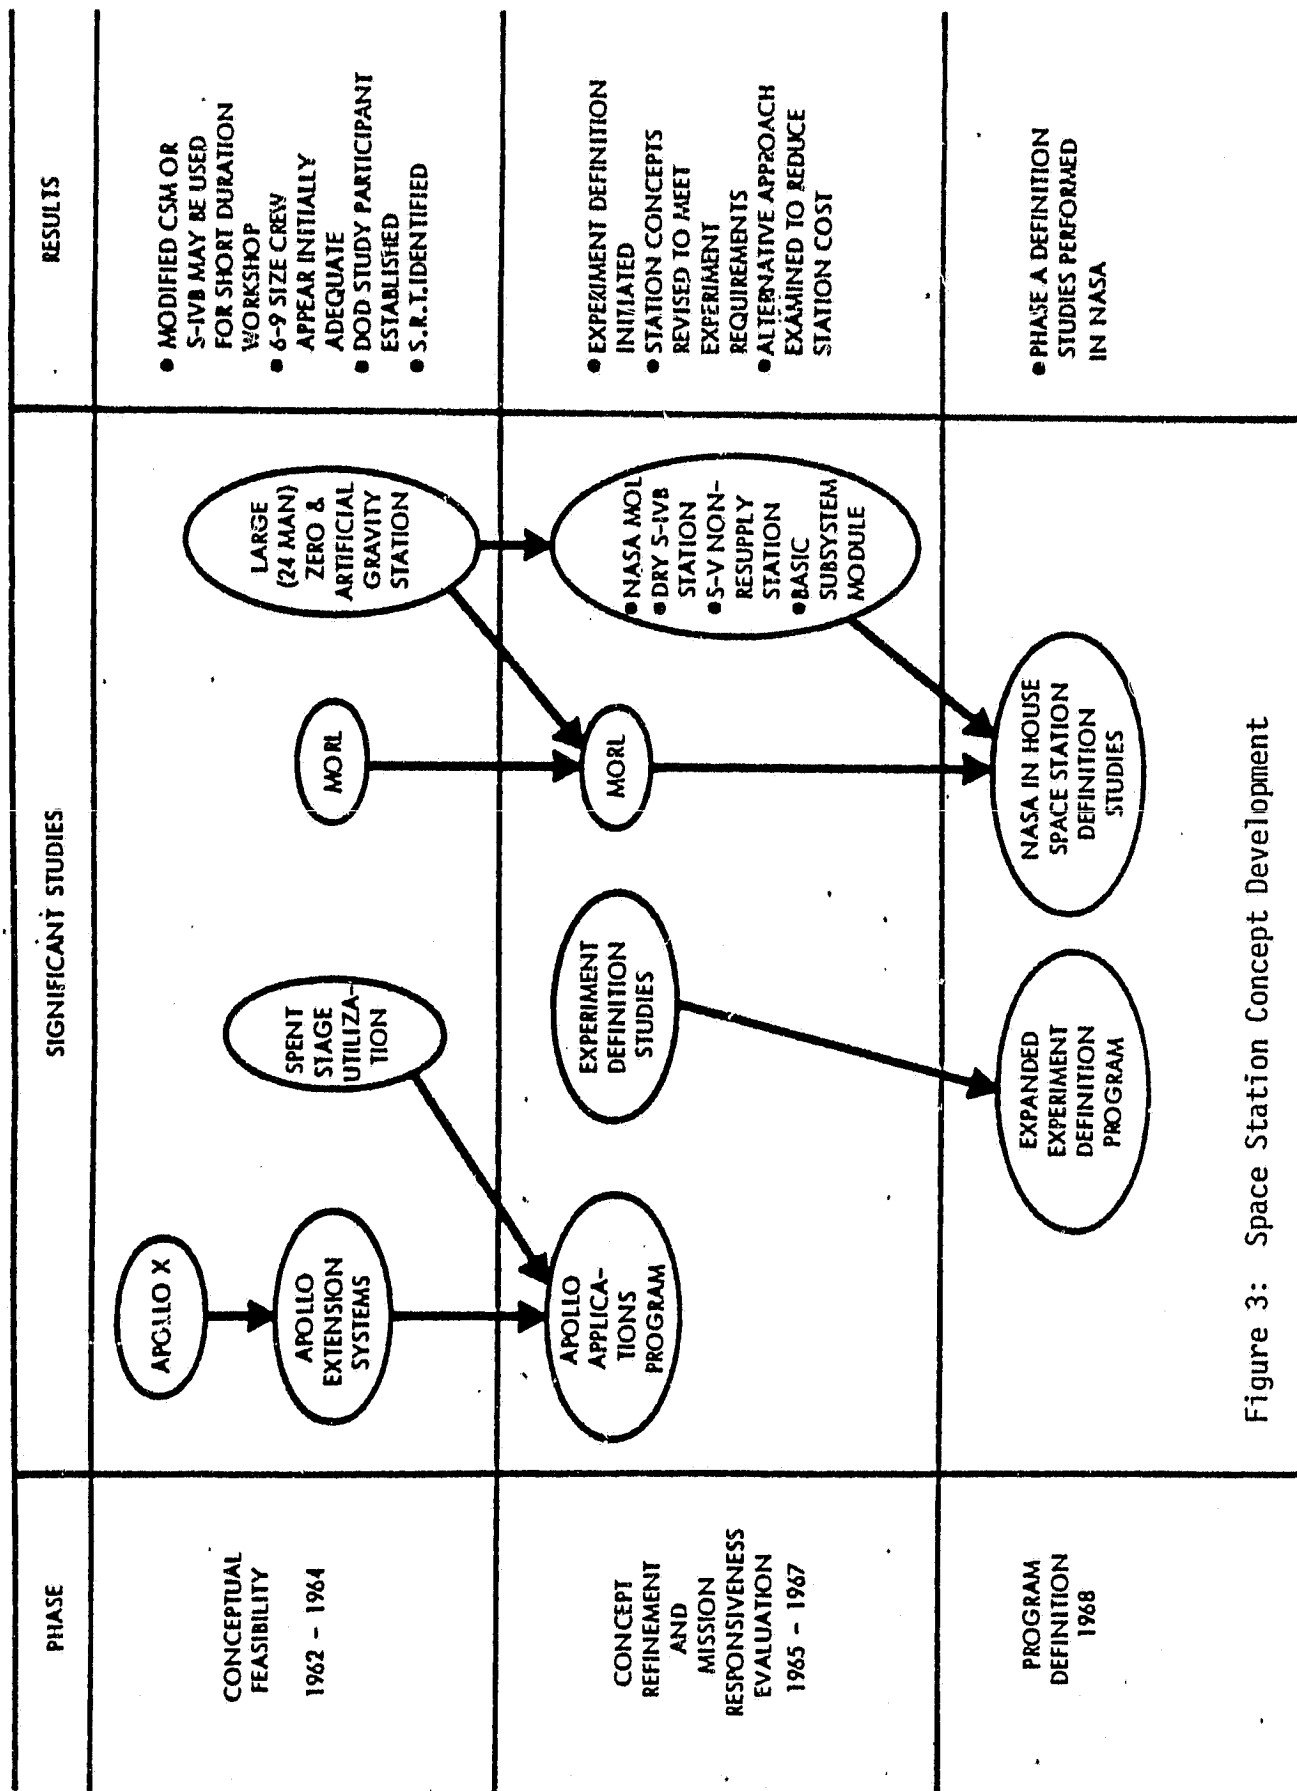 PHASE
SIGNIFICANT STUDIES
RESULTS
CONCEPTUAL
FEASIBILITY
1962 - 1964
APOLLO X
APOLLO
EXTENSION
SYSTEMS
SPENT
STAGE
UTILIZA-
TION
MORL
LARGE
(24 MAN)
ZERO &
ARTIFICIAL
GRAVITY
STATION
● MODIFIED CSM OR
S-IVB MAY BE USED
FOR SHORT DURATION
WORKSHOP
● 6-9 SIZE CREW
APPEAR INITIALLY
ADEQUATE
● DOD STUDY PARTICIPANT
ESTABLISHED
● S.R.T. IDENTIFIED
CONCEPT
REFINEMENT
AND
MISSION
RESPONSIVENESS
EVALUATION
1965 - 1967
APOLLO
APPLICA-
TIONS
PROGRAM
EXPERIMENT
DEFINITION
STUDIES
MORL
● NASA MOL
● DRY S-IVB
STATION
● S-V NON-
RESUPPLY
STATION
● BASIC
SUBSYSTEM
MODULE
● EXPERIMENT DEFINITION
INITIATED
● STATION CONCEPTS
REVISED TO MEET
EXPERIMENT
REQUIREMENTS
● ALTERNATIVE APPROACH
EXAMINED TO REDUCE
STATION COST
PROGRAM
DEFINITION
1968
EXPANDED
EXPERIMENT
DEFINITION
PROGRAM
NASA IN HOUSE
SPACE STATION
DEFINITION
STUDIES
● PHASE A DEFINITION
STUDIES PERFORMED
IN NASA
Figure 3: Space Station Concept Development